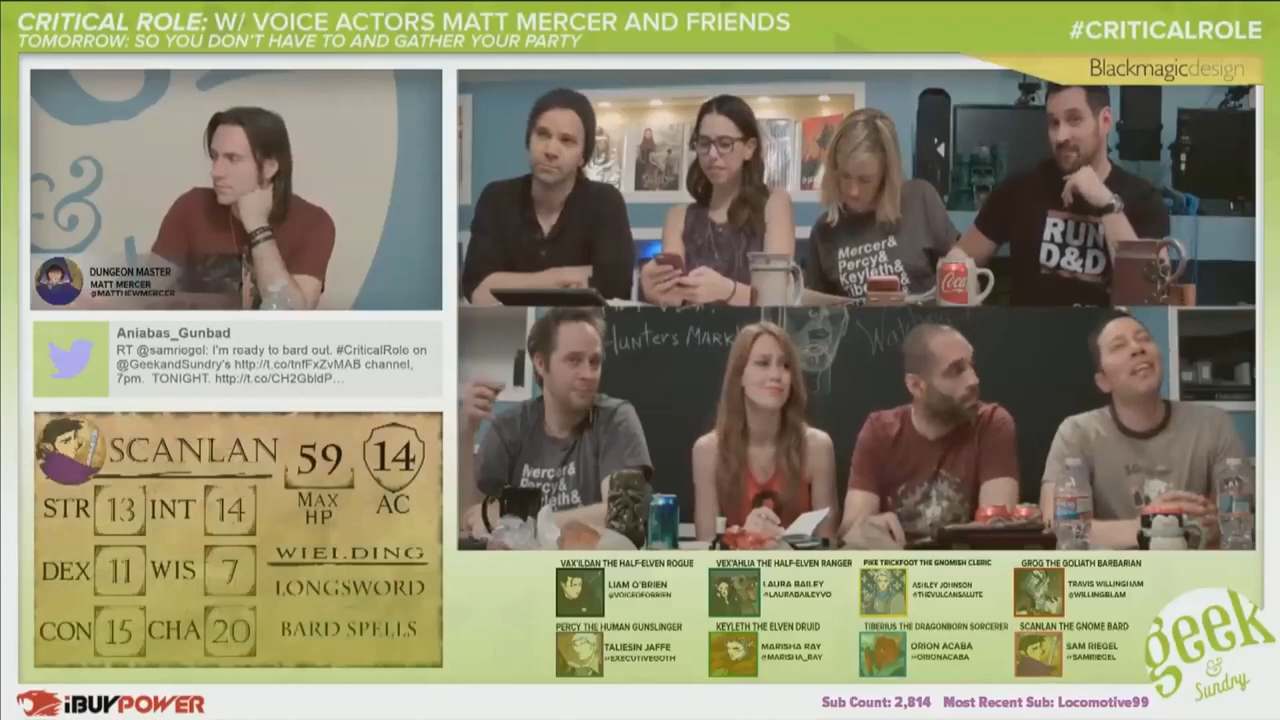 CRITICAL ROLE: W/ VOICE ACTORS MATT MERCER AND FRIENDS
TOMORROW: SO YOU DON'T HAVE TO AND GATHER YOUR PARTY
#CRITICALROLE
Blackmagicdesign
DUNGEON MASTER
MATT MERCER
@MATTHEWMERCER
Aniabas_Gunbad
RT @samriogol: I'm ready to bard out. #CriticalRole on
@GeekandSundry's http://t.co/tnfFxZvMAB channel,
7pm. TONIGHT. http://t.co/CH2GbldP…
SCANLAN 59 14
MAX
HP
AC
STR 13 INT 14
DEX 11 WIS 7
CON 15 CHA 20
WIELDING
LONGSWORD
BARD SPELLS
Mercer&
Percy&
Keyleth&
RUN
D&D
Coca
Hunters Mark
Mercer&
Percy&
VAX'ILDAN THE HALF-ELVEN ROGUE
LIAM O'BRIEN
@VOICEOFOBRIEN
VEX'AHLIA THE HALF-ELVEN RANGER
LAURA BAILEY
@LAURABAILEYVO
PIKE TRICKFOOT THE GNOMISH CLERIC
ASHLEY JOHNSON
@THEVULCANSALUTE
GROG THE GOLIATH BARBARIAN
TRAVIS WILLINGHAM
@WILLINGBLAM
PERCY THE HUMAN GUNSLINGER
TALIESIN JAFFE
@EXECUTIVEGOTH
KEYLETH THE ELVEN DRUID
MARISHA RAY
@MARISHA_RAY
TIBERIUS THE DRAGONBORN SORCERER
ORION ACABA
@ORIONACABA
SCANLAN THE GNOME BARD
SAM RIEGEL
@SAMRIEGEL
geek
&
Sundry
iBUYPOWER
Sub Count: 2,814 Most Recent Sub: Locomotive99